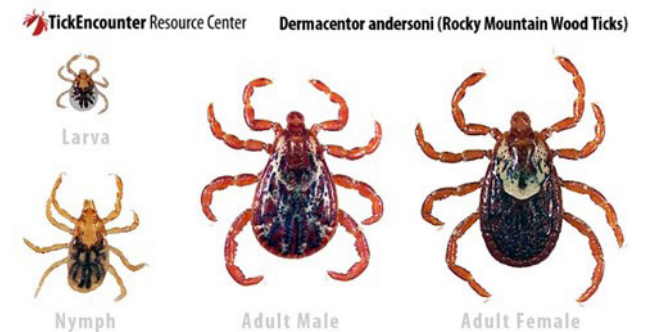 TickEncounter Resource Center
Dermacentor andersoni (Rocky Mountain Wood Ticks)
Larva
Nymph
Adult Male
Adult Female